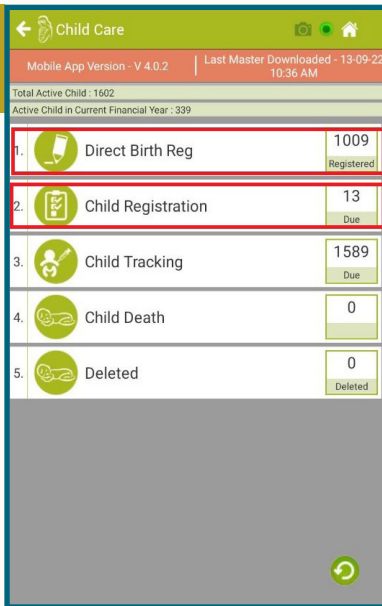 Child Care
Mobile App Version - V 4.0.2
Last Master Downloaded - 13-09-22
10:36 AM
Total Active Child : 1602
Active Child in Current Financial Year : 339
1. Direct Birth Reg 1009
Registered
2. Child Registration 13
Due
3. Child Tracking 1589
Due
4. Child Death 0
5. Deleted 0
Deleted